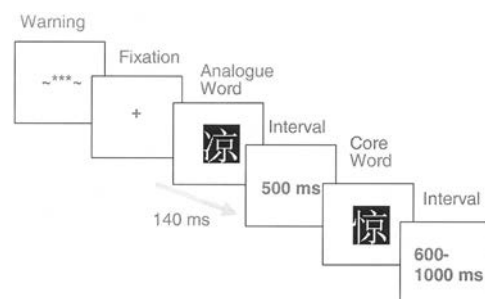 Warning
~***~
Fixation
+
Analogue
Word
凉
Interval
500 ms
140 ms
Core
Word
惊
Interval
600-
1000 ms